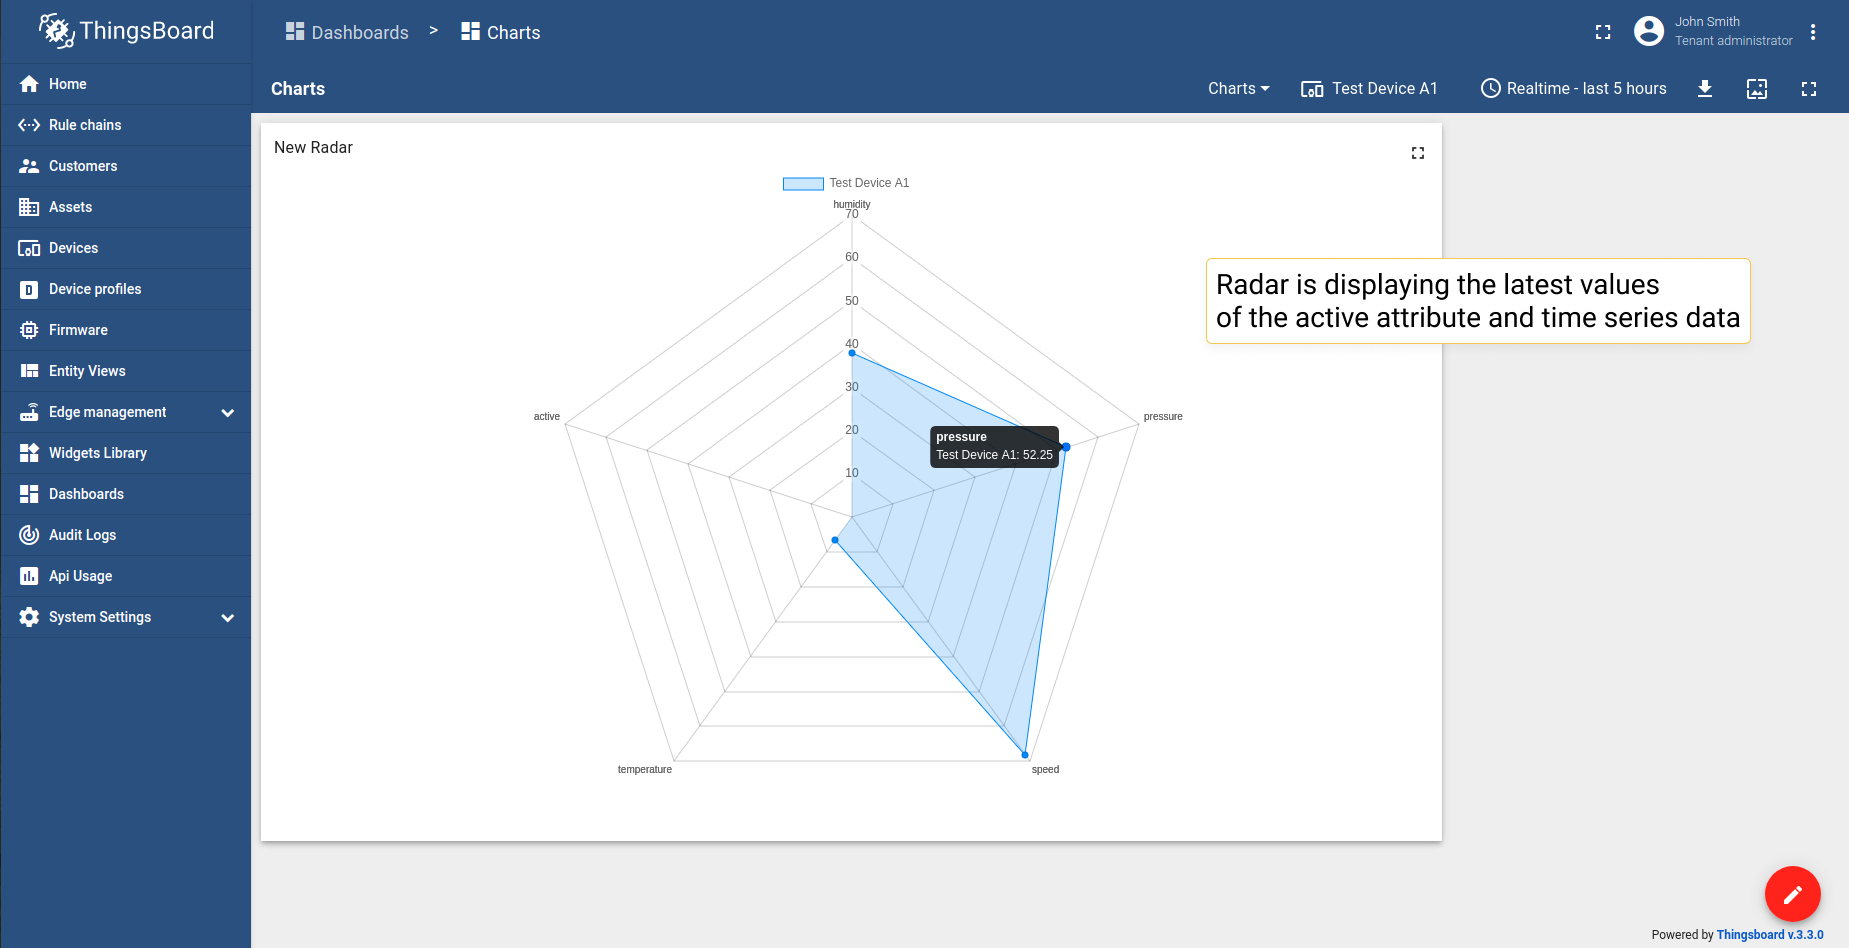 ThingsBoard
Dashboards > Charts
John Smith
Tenant administrator
Home
Rule chains
Customers
Assets
Devices
Device profiles
Firmware
Entity Views
Edge management
Widgets Library
Dashboards
Audit Logs
Api Usage
System Settings
Charts
Charts
Test Device A1
Realtime - last 5 hours
New Radar
Test Device A1
humidity
70
60
50
40
30
20
10
active
pressure
pressure
Test Device A1: 52.25
temperature
speed
Radar is displaying the latest values
of the active attribute and time series data
Powered by Thingsboard v.3.3.0